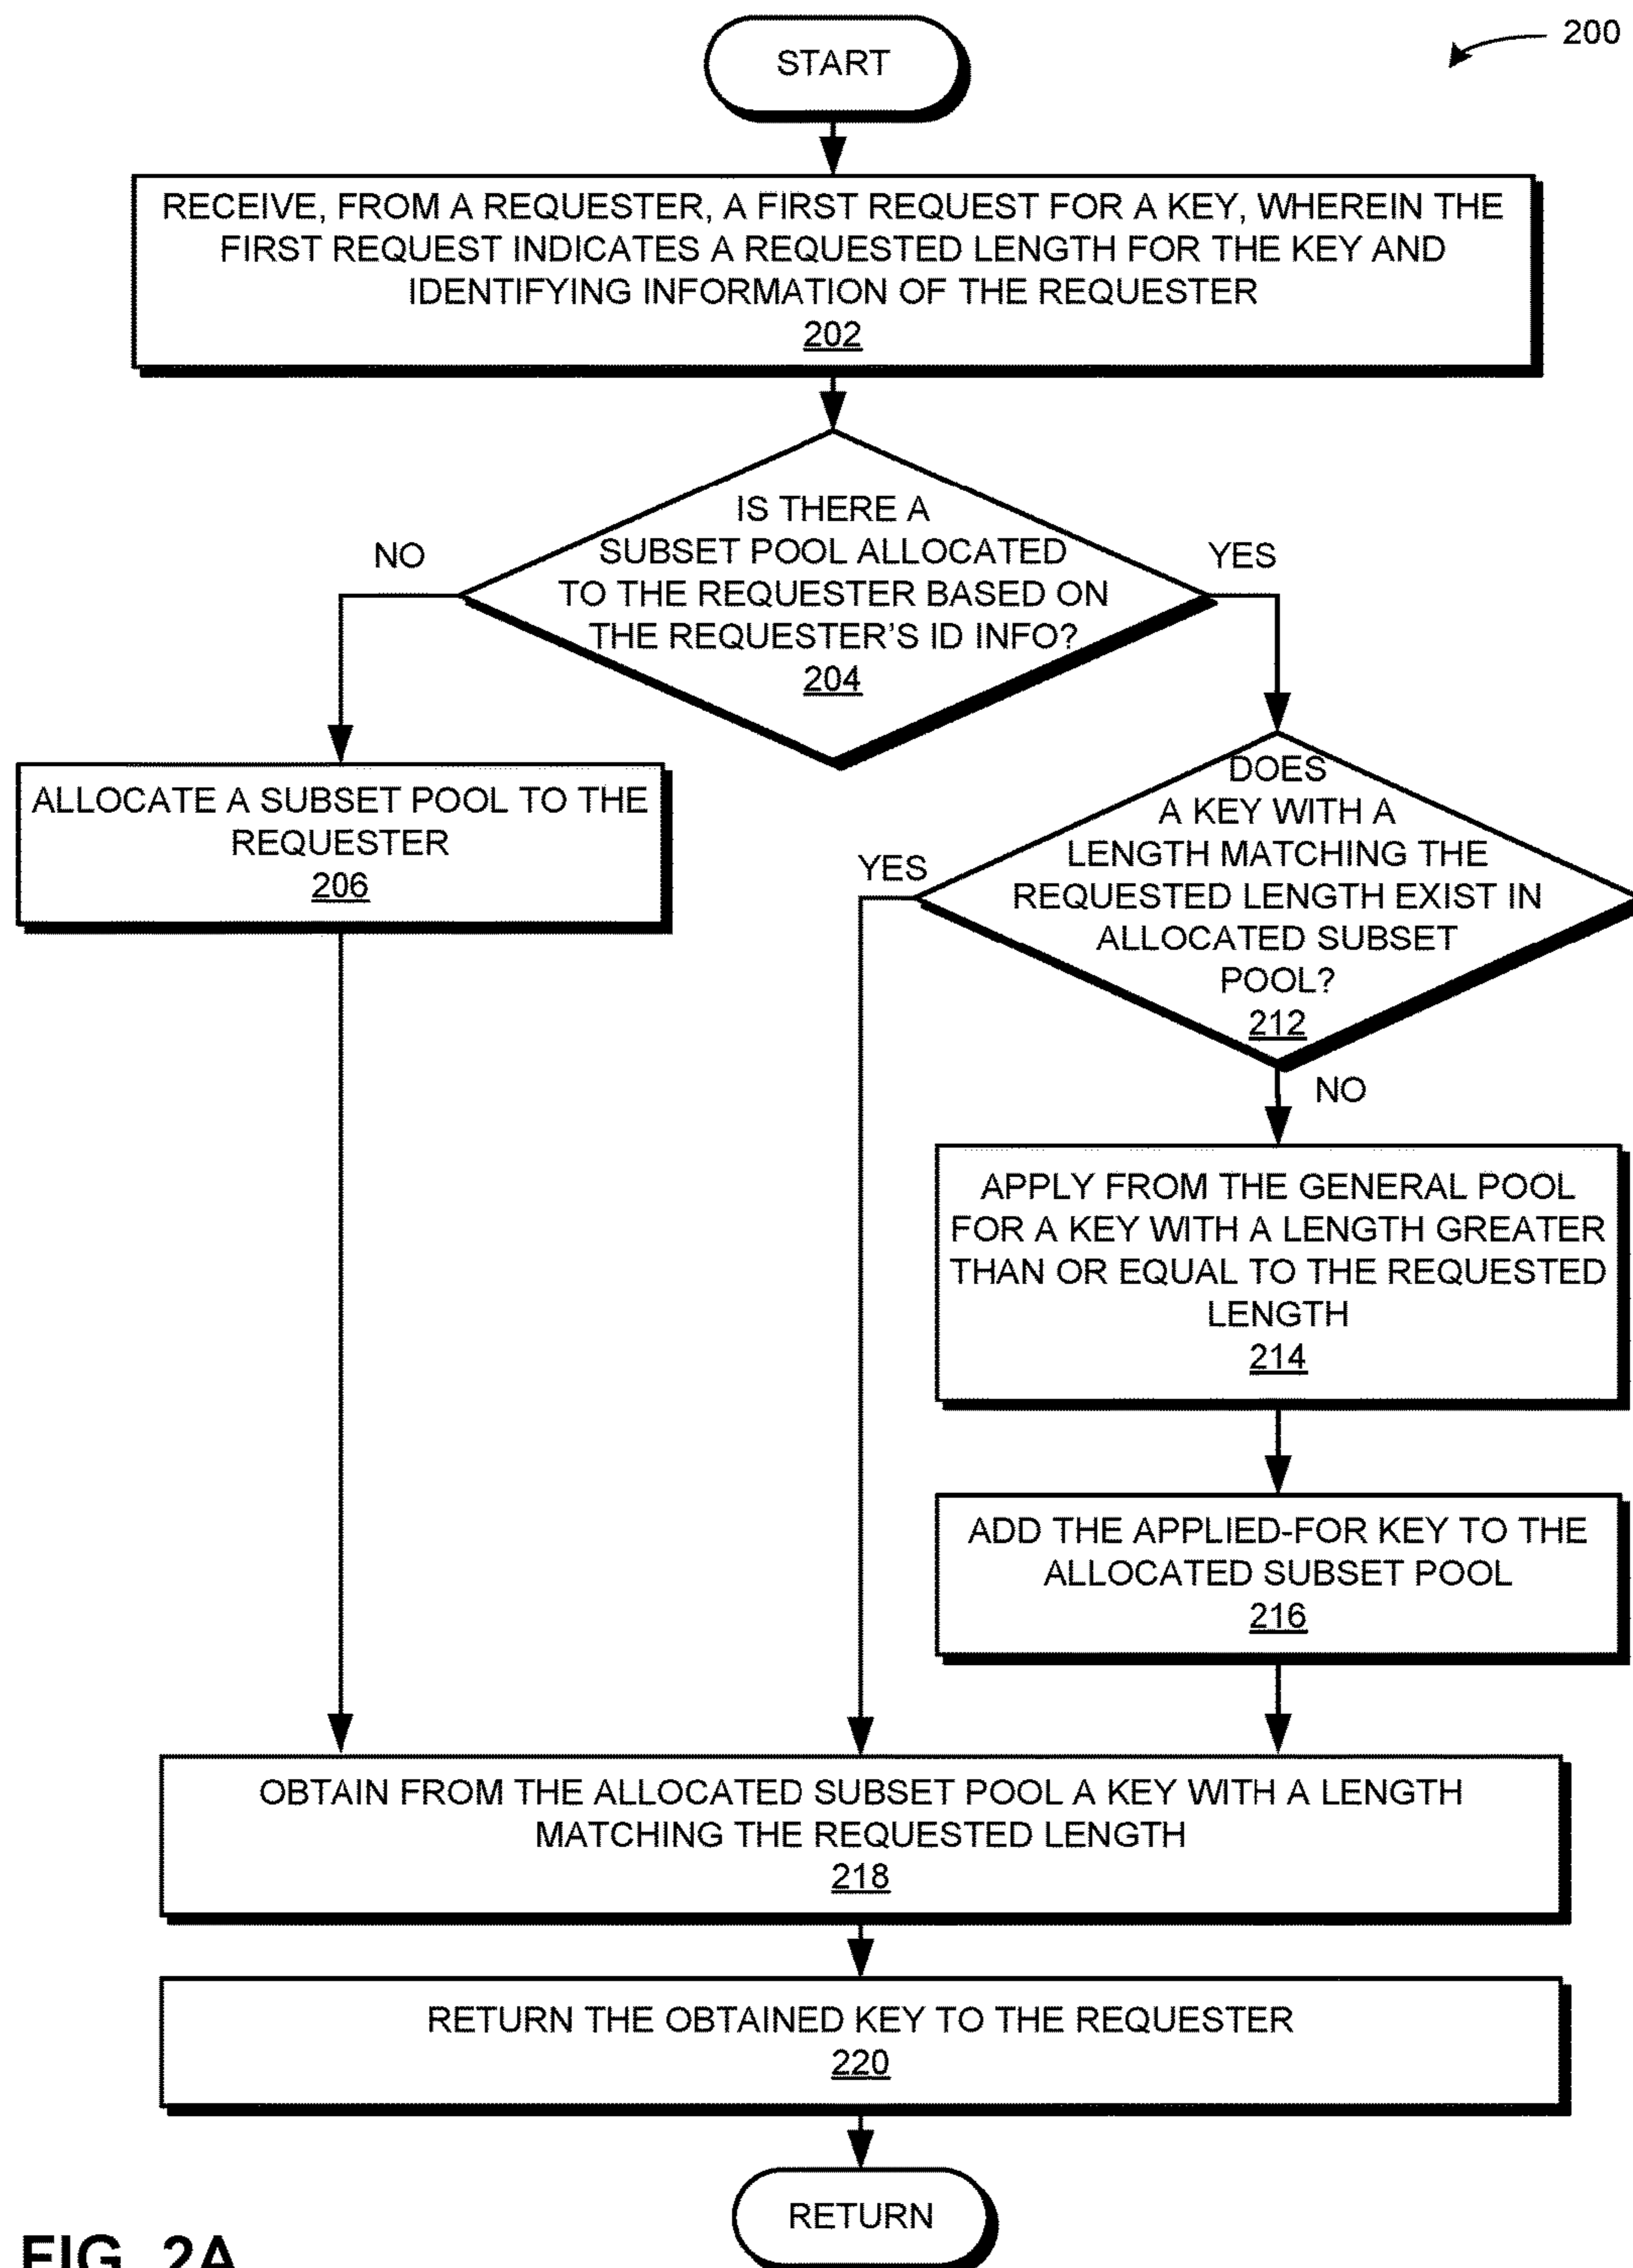 START
200
RECEIVE, FROM A REQUESTER, A FIRST REQUEST FOR A KEY, WHEREIN THE
FIRST REQUEST INDICATES A REQUESTED LENGTH FOR THE KEY AND
IDENTIFYING INFORMATION OF THE REQUESTER
202
IS THERE A
SUBSET POOL ALLOCATED
TO THE REQUESTER BASED ON
THE REQUESTER'S ID INFO?
204
NO
YES
ALLOCATE A SUBSET POOL TO THE
REQUESTER
206
DOES
A KEY WITH A
LENGTH MATCHING THE
REQUESTED LENGTH EXIST IN
ALLOCATED SUBSET
POOL?
212
YES
NO
APPLY FROM THE GENERAL POOL
FOR A KEY WITH A LENGTH GREATER
THAN OR EQUAL TO THE REQUESTED
LENGTH
214
ADD THE APPLIED-FOR KEY TO THE
ALLOCATED SUBSET POOL
216
OBTAIN FROM THE ALLOCATED SUBSET POOL A KEY WITH A LENGTH
MATCHING THE REQUESTED LENGTH
218
RETURN THE OBTAINED KEY TO THE REQUESTER
220
RETURN
FIG. 2A